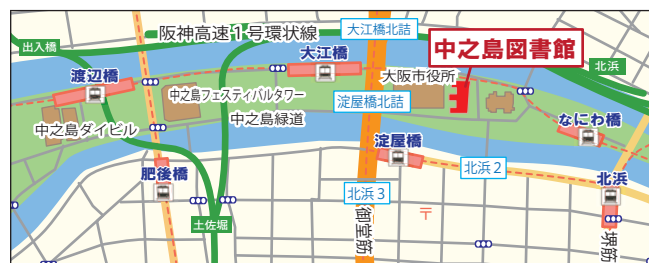 阪神高速1号環状線
大江橋北詰
出入橋
中之島図書館
北浜
渡辺橋
大江橋
大阪市役所
中之島フェスティバルタワー
淀屋橋北詰
なにわ橋
中之島ダイビル
中之島緑道
淀屋橋
肥後橋
北浜2
北浜
北浜3
土佐堀
〒
御堂筋
堺筋